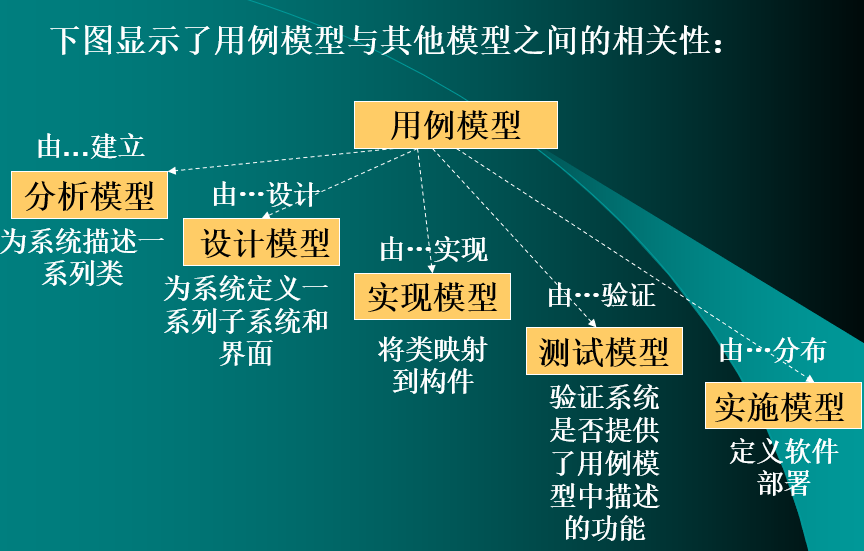 下图显示了用例模型与其他模型之间的相关性：
用例模型
由...建立
分析模型
为系统描述一
系列类
由…设计
设计模型
为系统定义一
系列子系统和
界面
由…实现
实现模型
将类映射
到构件
由…验证
测试模型
验证系统
是否提供
了用例模
型中描述
的功能
由…分布
实施模型
定义软件
部署